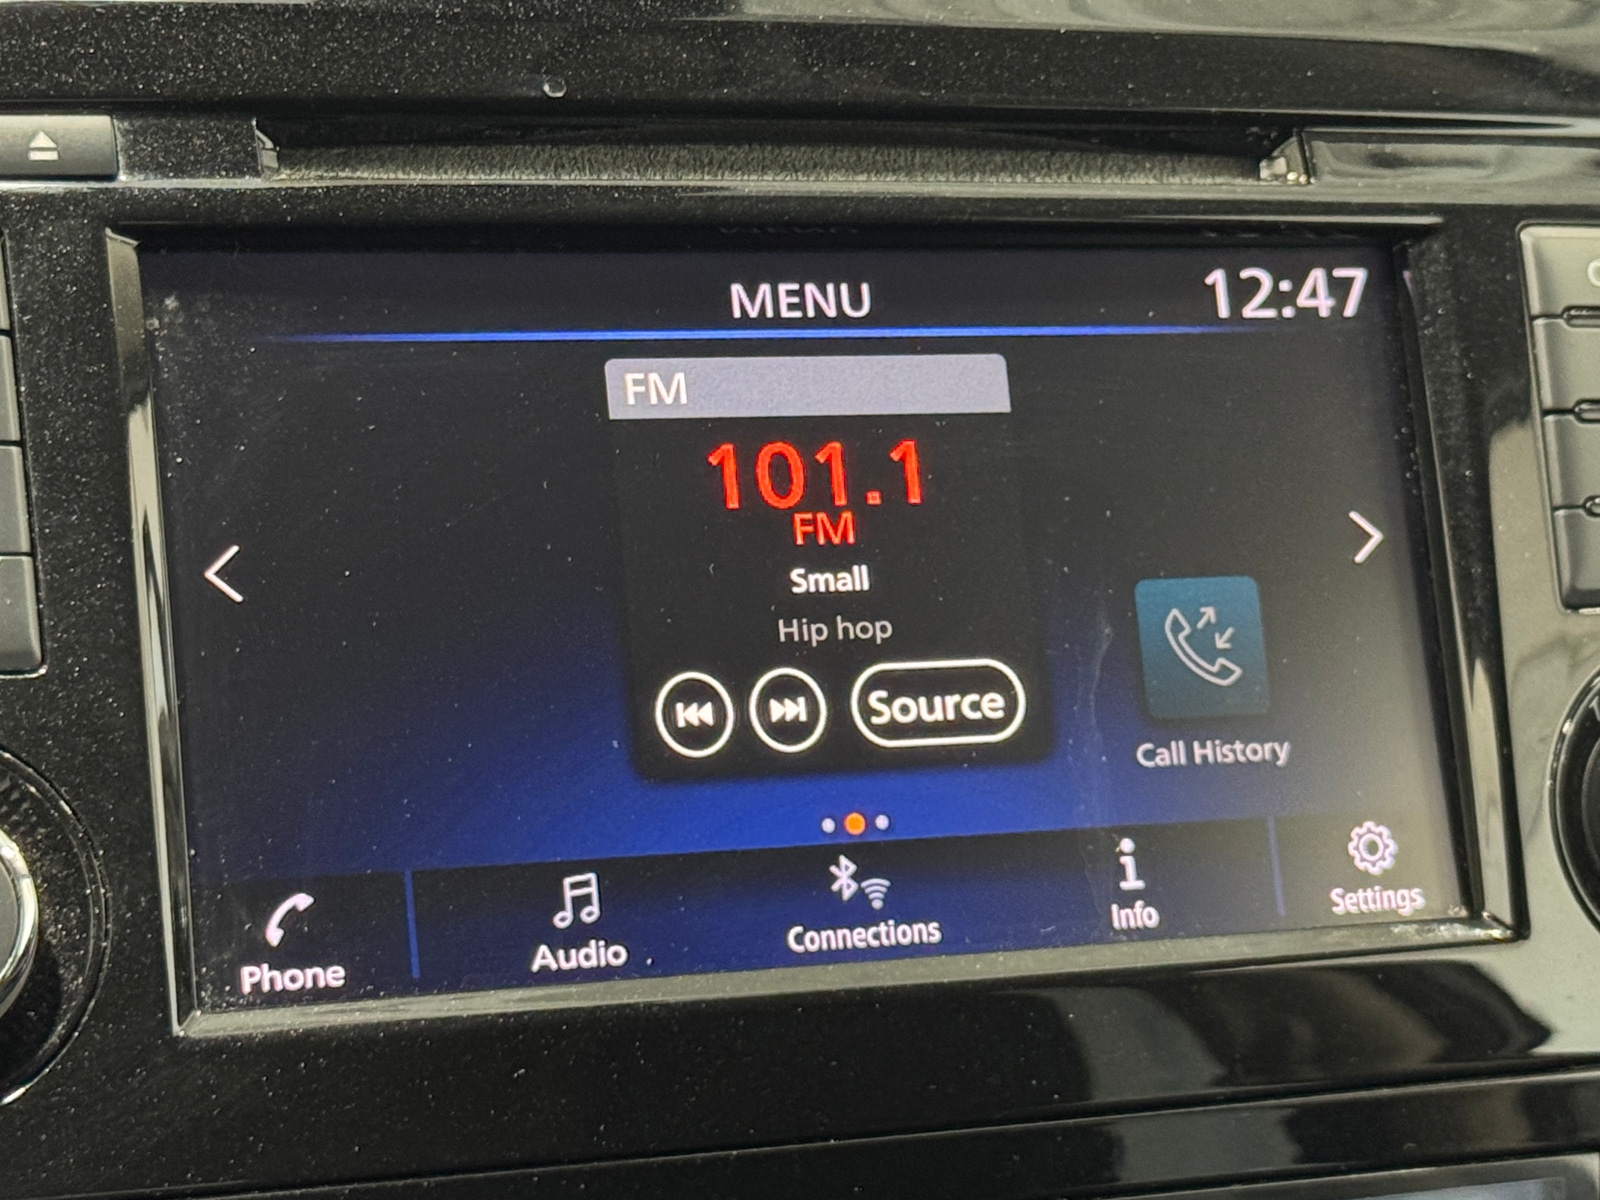 MENU
12:47
FM
101.1
FM
Small
Hip hop
Source
Call History
Phone
Audio
Connections
Info
Settings